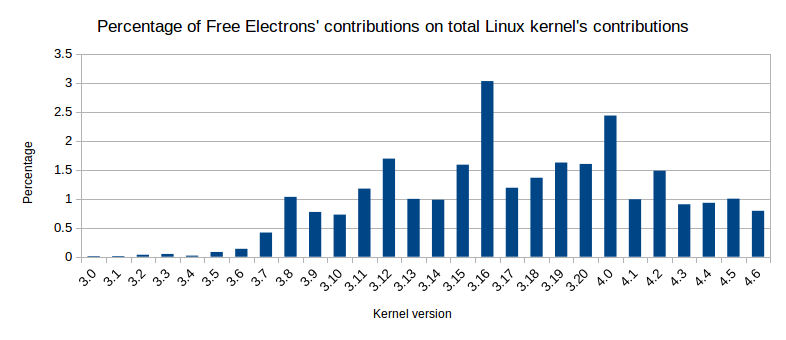 Percentage of Free Electrons' contributions on total Linux kernel's contributions
3.5
3
2.5
2
1.5
1
0.5
0
Percentage
3.0 3.1 3.2 3.3 3.4 3.5 3.6 3.7 3.8 3.9 3.10 3.11 3.12 3.13 3.14 3.15 3.16 3.17 3.18 3.19 3.20 4.0 4.1 4.2 4.3 4.4 4.5 4.6
Kernel version